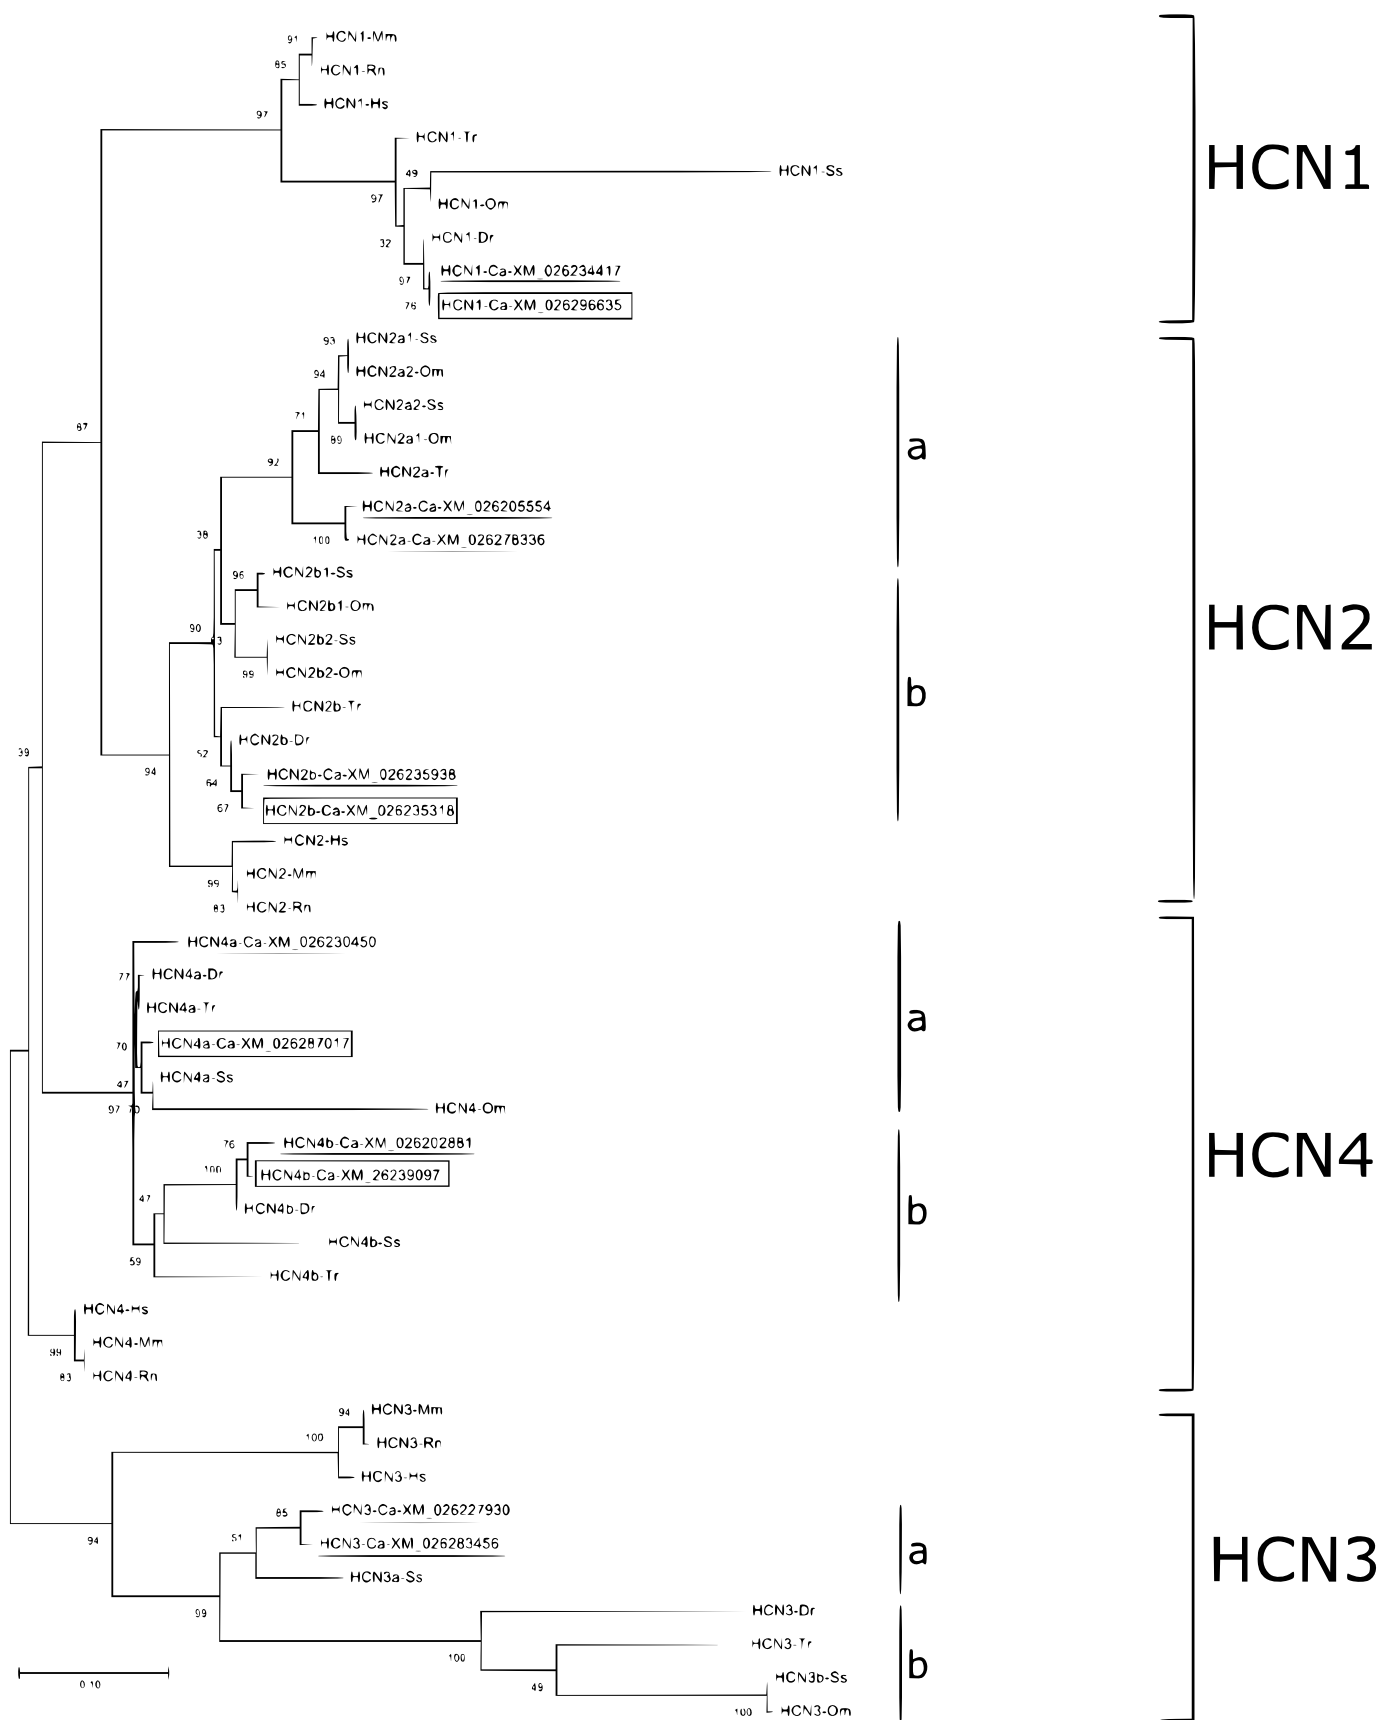 91
HCN1-Mm
85
HCN1-Rn
HCN1-Hs
97
HCN1-Tr
49
HCN1-Ss
97
HCN1-Om
32
HCN1-Dr
97
HCN1-Ca-XM_026234417
76
HCN1-Ca-XM_026296635
HCN1
93
HCN2a1-Ss
94
HCN2a2-Om
71
HCN2a2-Ss
89
HCN2a1-Om
92
HCN2a-Tr
HCN2a-Ca-XM_026205554
100
HCN2a-Ca-XM_026278336
a
87
38
96
HCN2b1-Ss
HCN2b1-Om
90
HCN2b2-Ss
99
HCN2b2-Om
HCN2b-Tr
52
HCN2b-Dr
64
HCN2b-Ca-XM_026235938
67
HCN2b-Ca-XM_026235318
b
94
HCN2-Hs
99
HCN2-Mm
83
HCN2-Rn
HCN2
39
HCN4a-Ca-XM_026230450
77
HCN4a-Dr
HCN4a-Tr
70
HCN4a-Ca-XM_026287017
47
HCN4a-Ss
97
70
HCN4-Om
a
76
HCN4b-Ca-XM_026202881
100
HCN4b-Ca-XM_26239097
47
HCN4b-Dr
HCN4b-Ss
59
HCN4b-Tr
b
HCN4-Hs
99
HCN4-Mm
83
HCN4-Rn
HCN4
94
HCN3-Mm
100
HCN3-Rn
HCN3-Hs
85
HCN3-Ca-XM_026227930
51
HCN3-Ca-XM_026283456
94
HCN3a-Ss
a
99
HCN3-Dr
100
HCN3-Tr
49
HCN3b-Ss
100
HCN3-Om
b
HCN3
0.10